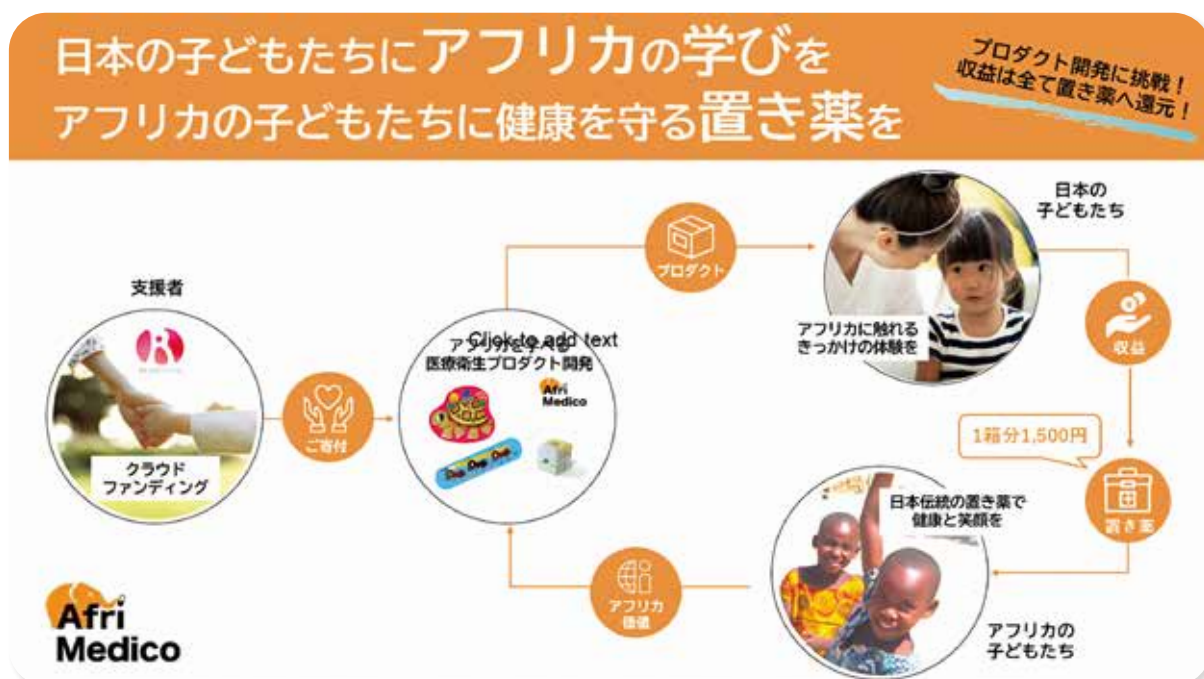 日本の子どもたちにアフリカの学びを
アフリカの子どもたちに健康を守る置き薬を
プロダクト開発に挑戦！
収益は全て置き薬へ還元！
支援者
クラウド
ファンディング
ご寄付
Click to add text
医療衛生プロダクト開発
Afri
Medico
プロダクト
日本の
子どもたち
アフリカに触れる
きっかけの体験を
収益
1箱分1,500円
置き薬
日本伝統の置き薬で
健康と笑顔を
アフリカの
子どもたち
アフリカ
価値
Afri
Medico